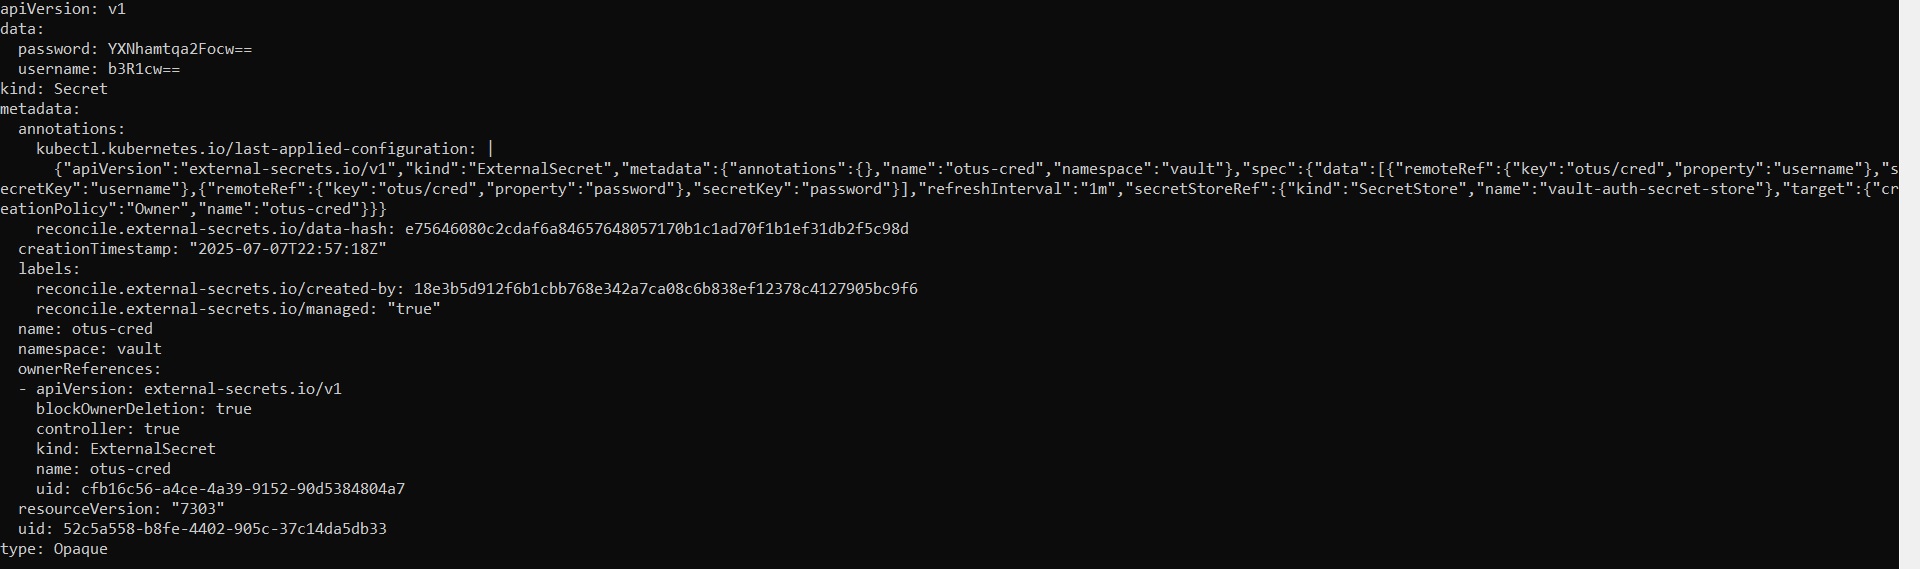 apiVersion: v1
data:
  password: YXNhamtqa2Focw==
  username: b3R1cw==
kind: Secret
metadata:
  annotations:
    kubectl.kubernetes.io/last-applied-configuration: |
      {"apiVersion":"external-secrets.io/v1","kind":"ExternalSecret","metadata":{"annotations":{},"name":"otus-cred","namespace":"vault"},"spec":{"data":[{"remoteRef":{"key":"otus/cred","property":"username"},"s
ecretKey":"username"},{"remoteRef":{"key":"otus/cred","property":"password"},"secretKey":"password"}],"refreshInterval":"1m","secretStoreRef":{"kind":"SecretStore","name":"vault-auth-secret-store"},"target":{"cr
eationPolicy":"Owner","name":"otus-cred"}}}
    reconcile.external-secrets.io/data-hash: e75646080c2cdaf6a84657648057170b1c1ad70f1b1ef31db2f5c98d
  creationTimestamp: "2025-07-07T22:57:18Z"
  labels:
    reconcile.external-secrets.io/created-by: 18e3b5d912f6b1cbb768e342a7ca08c6b838ef12378c4127905bc9f6
    reconcile.external-secrets.io/managed: "true"
  name: otus-cred
  namespace: vault
  ownerReferences:
  - apiVersion: external-secrets.io/v1
    blockOwnerDeletion: true
    controller: true
    kind: ExternalSecret
    name: otus-cred
    uid: cfb16c56-a4ce-4a39-9152-90d5384804a7
  resourceVersion: "7303"
  uid: 52c5a558-b8fe-4402-905c-37c14da5db33
type: Opaque